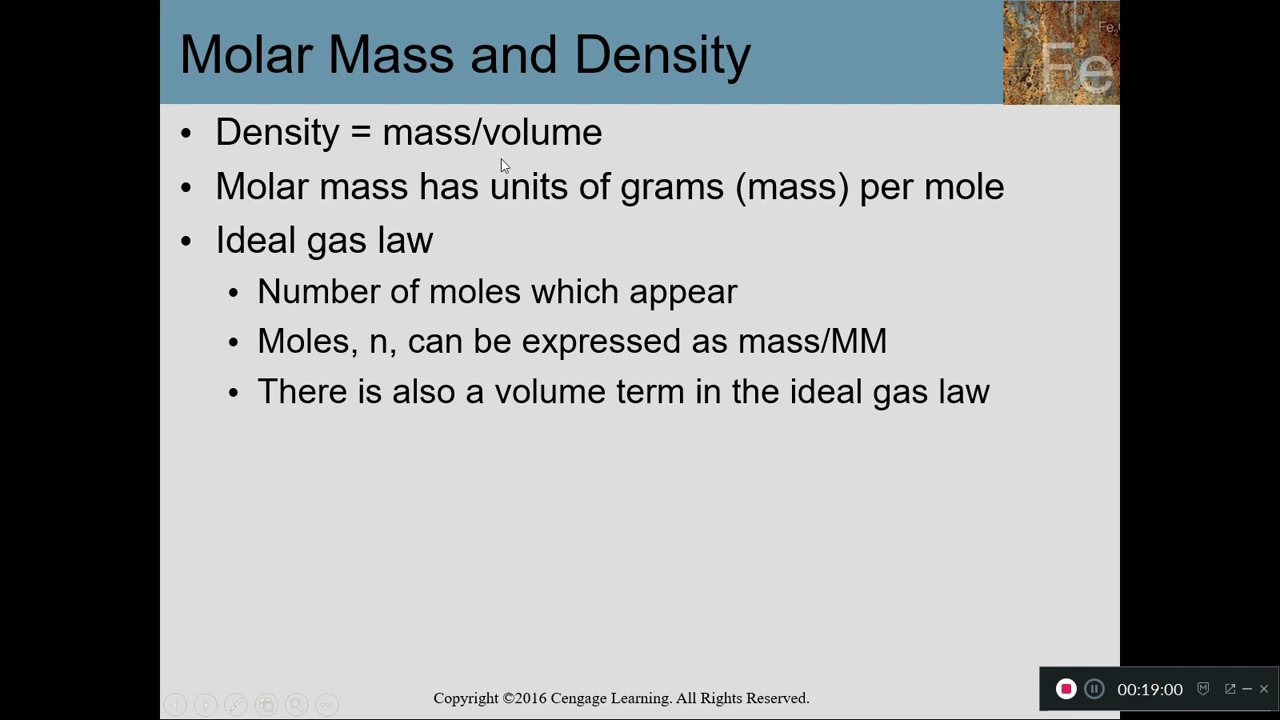 Molar Mass and Density
Fe
Fe
• Density = mass/volume
• Molar mass has units of grams (mass) per mole
• Ideal gas law
• Number of moles which appear
• Moles, n, can be expressed as mass/MM
• There is also a volume term in the ideal gas law
Copyright ©2016 Cengage Learning. All Rights Reserved.
00:19:00